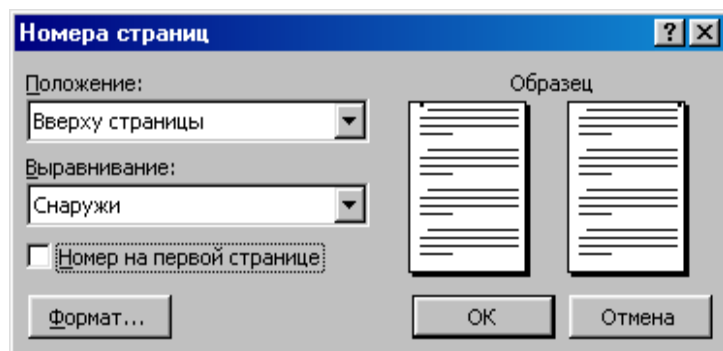 Номера страниц
Положение:
Вверху страницы
Выравнивание:
Снаружи
Номер на первой странице
Формат...
Образец
ОК
Отмена